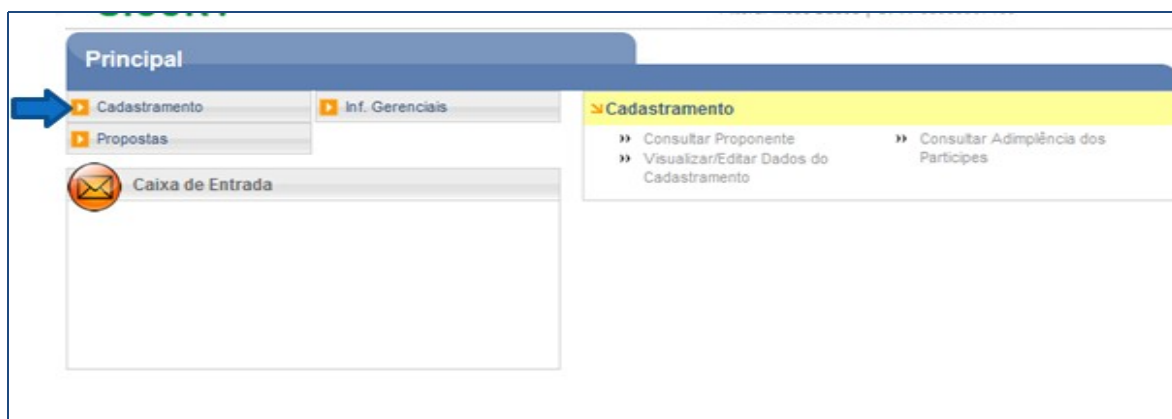 Principal
Cadastramento
Inf. Gerenciais
Propostas
Caixa de Entrada
Cadastramento
Consultar Proponente
Visualizar/Editar Dados do
Cadastramento
Consultar Adimplência dos
Participes